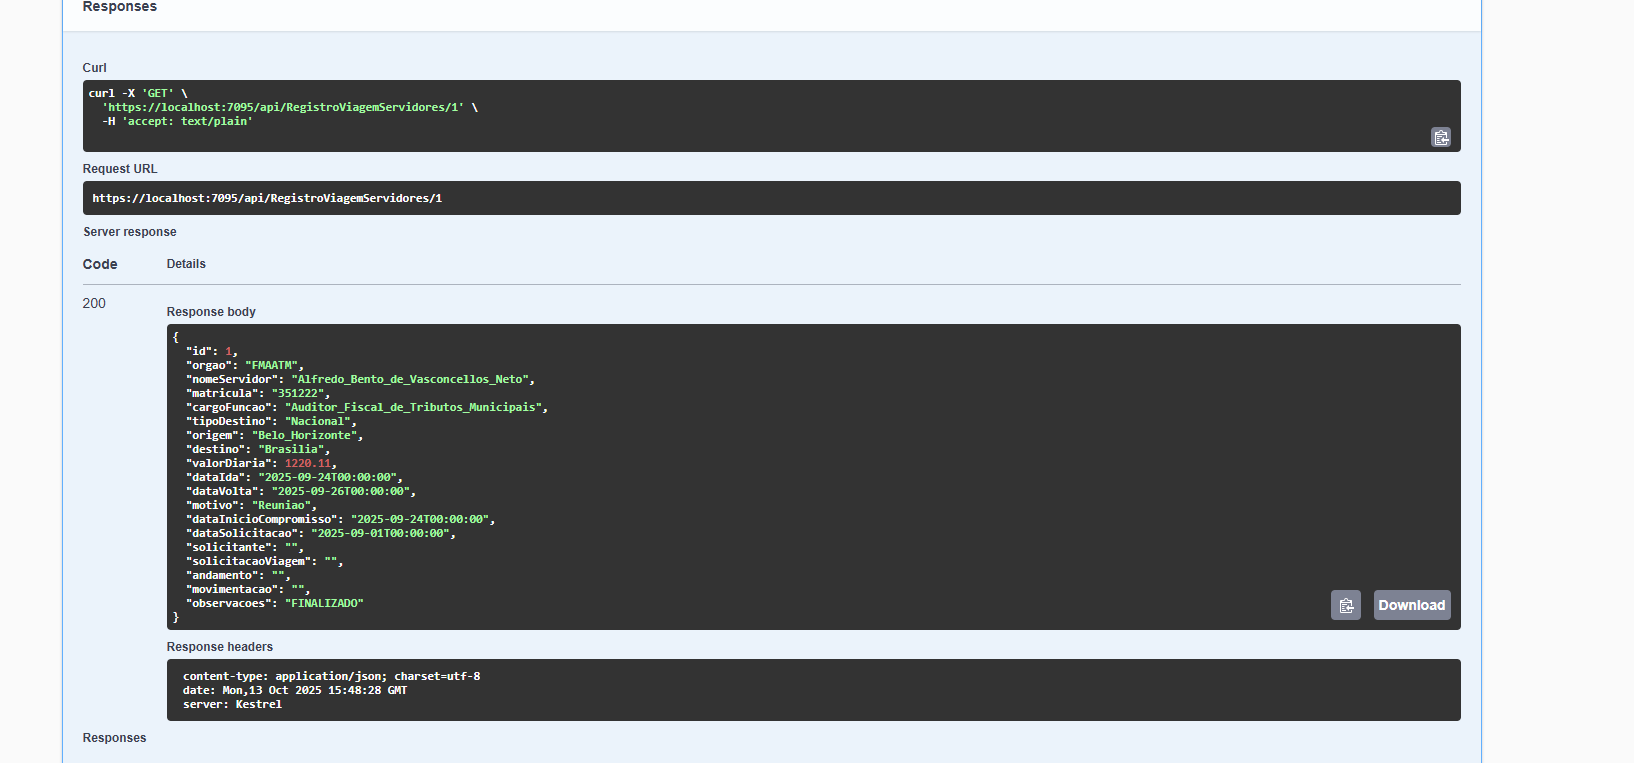 Responses
Curl
curl -X 'GET' \
  'https://localhost:7095/api/RegistroViagemServidores/1' \
  -H 'accept: text/plain'
Request URL
https://localhost:7095/api/RegistroViagemServidores/1
Server response
Code Details
200
Response body
{
  "id": 1,
  "orgao": "FMAATM",
  "nomeServidor": "Alfredo_Bento_de_Vasconcellos_Neto",
  "matricula": "351222",
  "cargoFuncao": "Auditor_Fiscal_de_Tributos_Municipais",
  "tipoDestino": "Nacional",
  "origem": "Belo_Horizonte",
  "destino": "Brasilia",
  "valorDiaria": 1220.11,
  "dataIda": "2025-09-24T00:00:00",
  "dataVolta": "2025-09-26T00:00:00",
  "motivo": "Reuniao",
  "dataInicioCompromisso": "2025-09-24T00:00:00",
  "dataSolicitacao": "2025-09-01T00:00:00",
  "solicitante": "",
  "solicitacaoViagem": "",
  "andamento": "",
  "movimentacao": "",
  "observacoes": "FINALIZADO"
}
Download
Response headers
content-type: application/json; charset=utf-8
date: Mon,13 Oct 2025 15:48:28 GMT
server: Kestrel
Responses